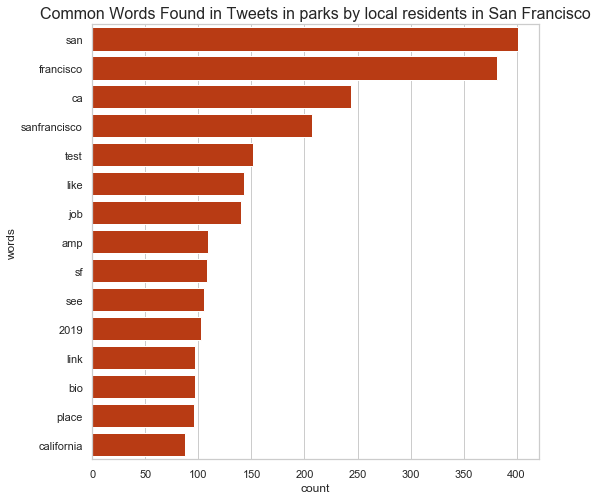 Common Words Found in Tweets in parks by local residents in San Francisco
san
francisco
ca
sanfrancisco
test
like
job
amp
sf
see
2019
link
bio
place
california
words
0 50 100 150 200 250 300 350 400
count